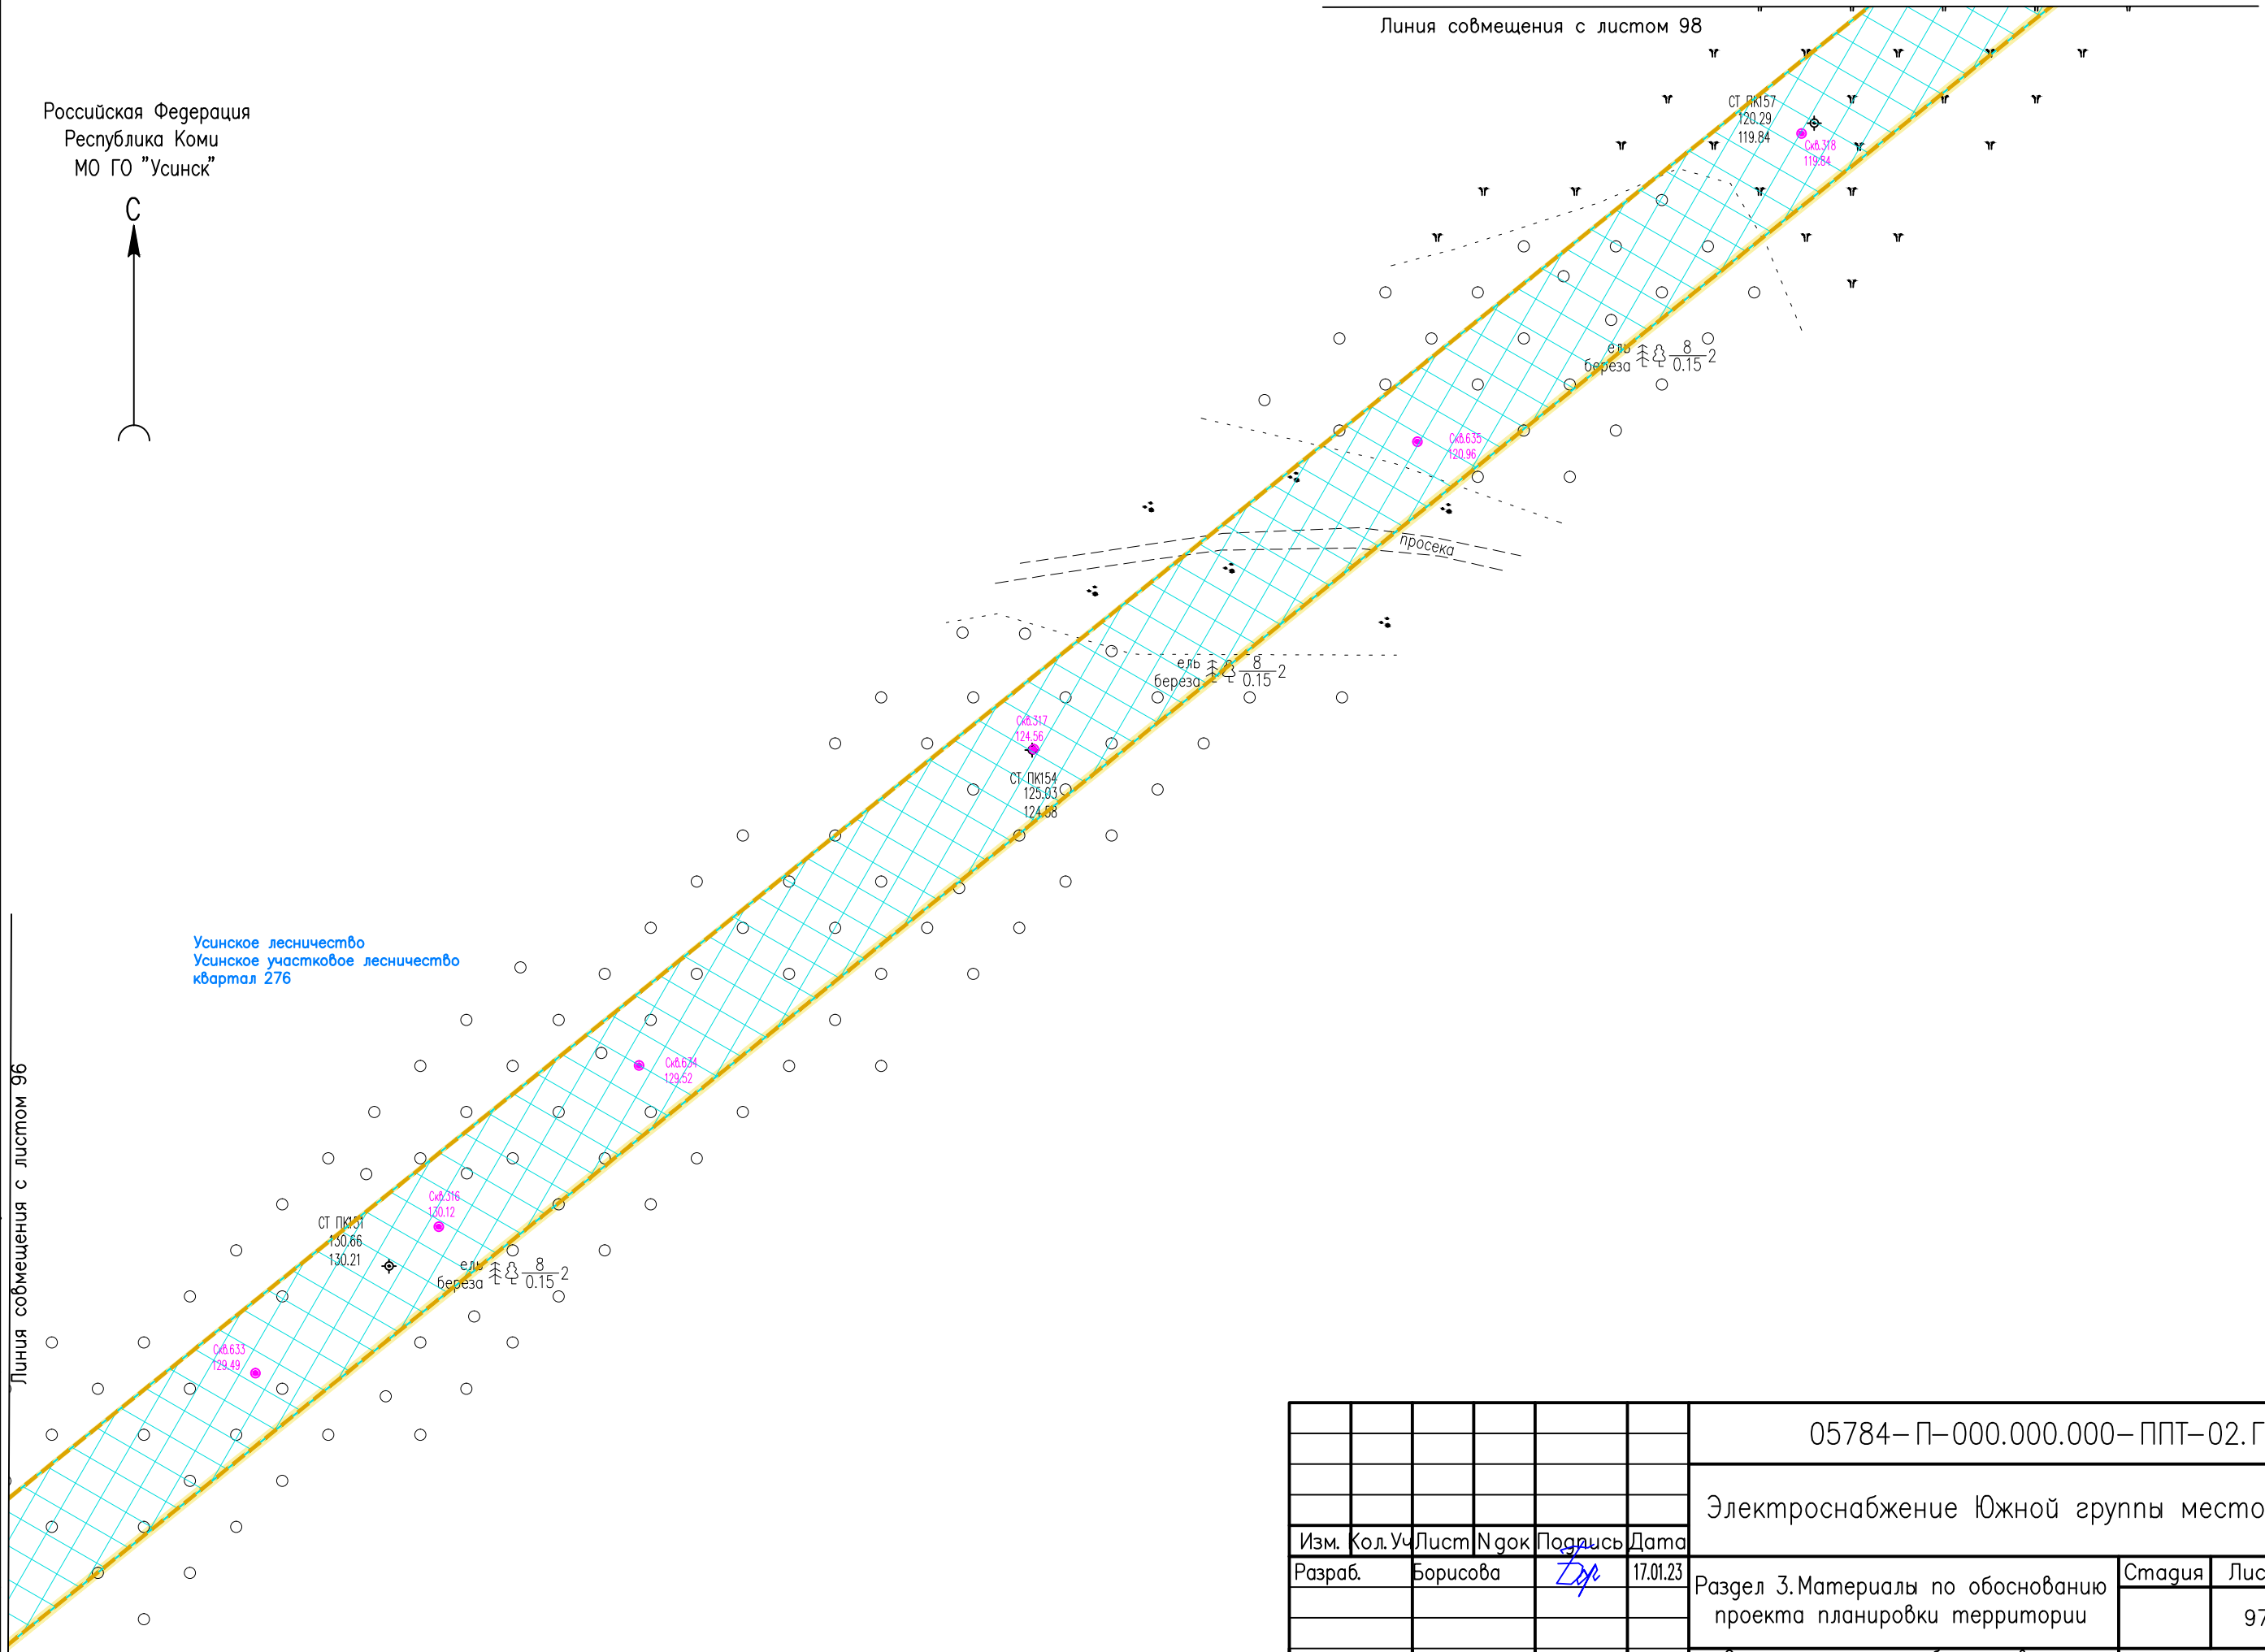 Линия совмещения с листом 98
Российская Федерация
Республика Коми
МО ГО "Усинск"
С
СТ ПК157
120.29
119.84
Скв.318
119.84
ель
береза
8
0.15
2
Скв.635
120.96
просека
ель
береза
8
0.15
2
Скв.317
124.56
СТ ПК154
125.03
124.58
Усинское лесничество
Усинское участковое лесничество
квартал 276
Линия совмещения с листом 96
Скв.634
129.52
Скв.316
130.12
СТ ПК151
130.66
130.21
ель
береза
8
0.15
2
Скв.633
129.49
05784-П-000.000.000-ППТ-02.Г
Электроснабжение Южной группы место
Изм. Кол.Уч Лист Nдок Подпись Дата
Разраб. Борисова 17.01.23
Раздел 3.Материалы по обоснованию
проекта планировки территории
Стадия Лис
97